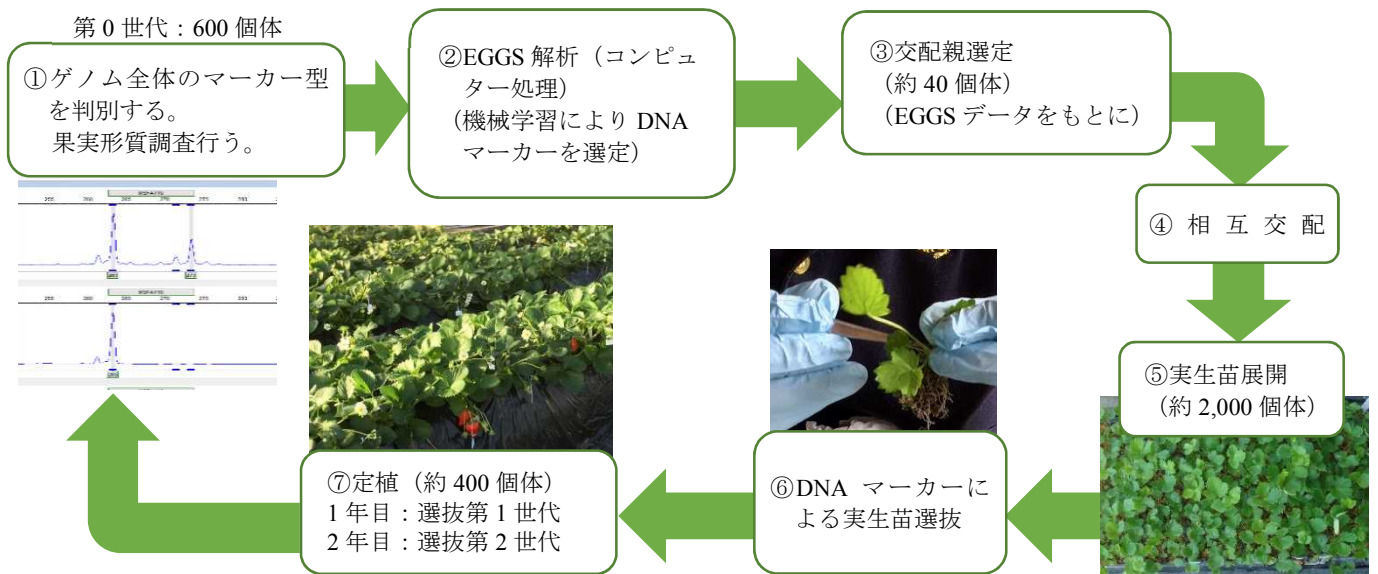 第 0 世代：600 個体
①ゲノム全体のマーカー型
を判別する。
果実形質調査行う。
②EGGS 解析（コンピュ
ター処理）
（機械学習により DNA
マーカーを選定）
③交配親選定
（約 40 個体）
（EGGS データをもとに）
④ 相 互 交 配
⑤実生苗展開
（約 2,000 個体）
⑥DNA マーカーに
よる実生苗選抜
⑦定植（約 400 個体）
1 年目：選抜第 1 世代
2 年目：選抜第 2 世代